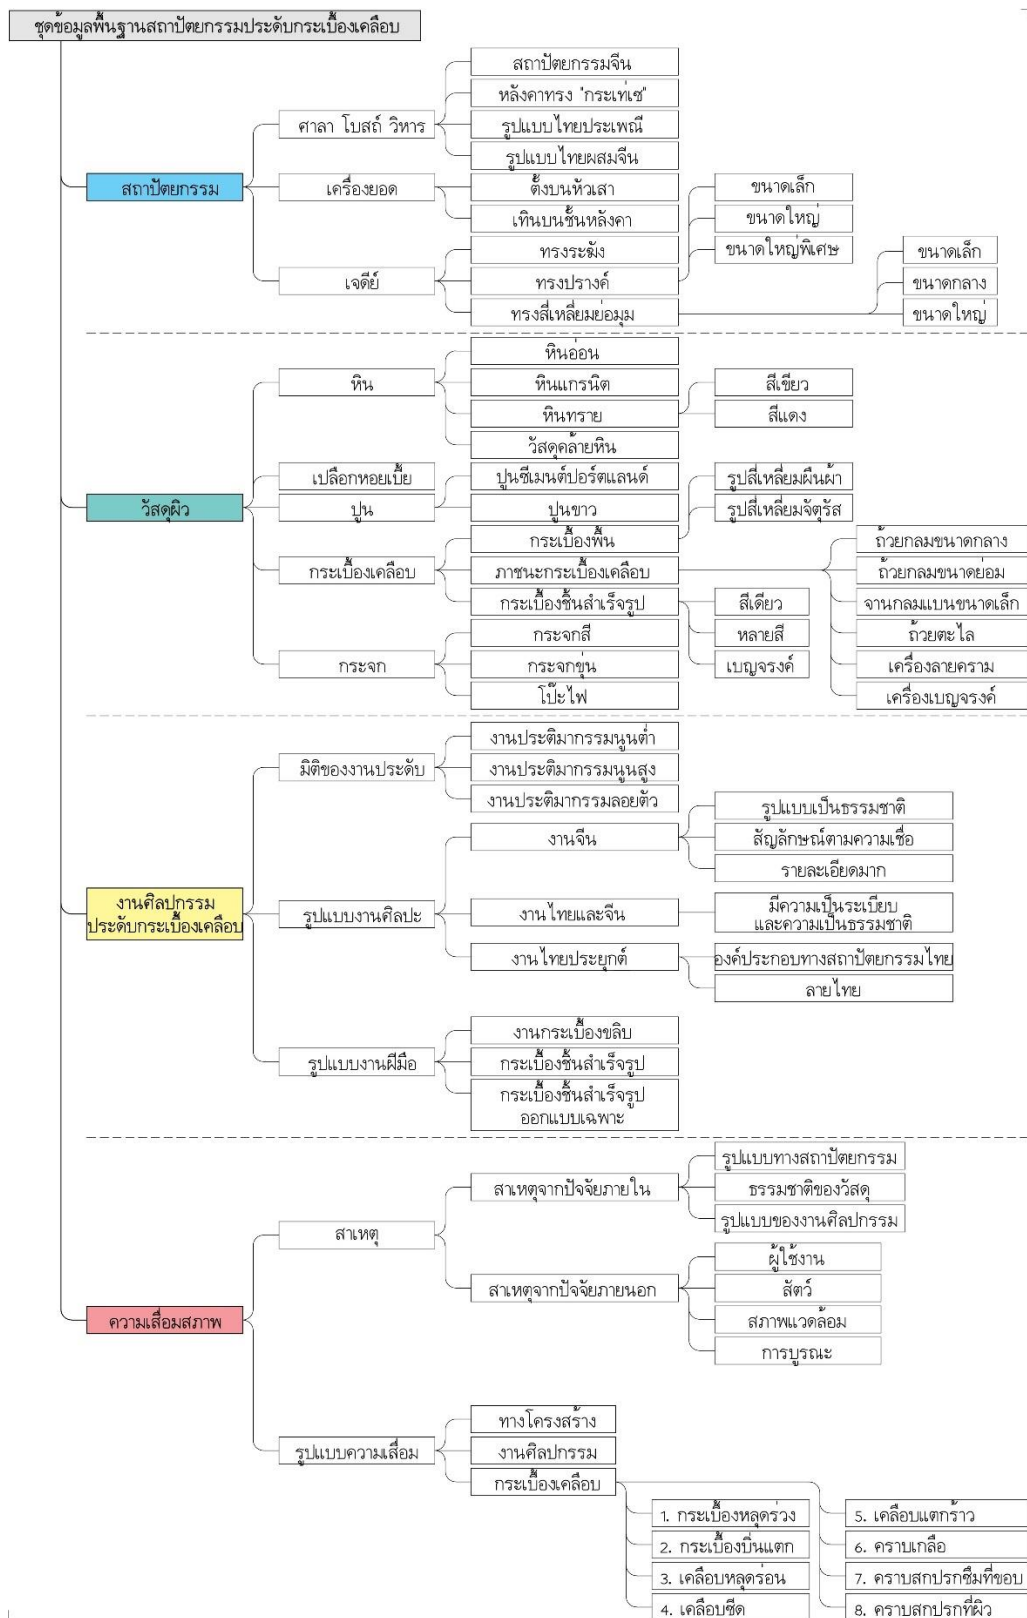 ชุดข้อมูลพื้นฐานสถาปัตยกรรมประดับกระเบื้องเคลือบ
สถาปัตยกรรม
ศาลา โบสถ์ วิหาร
สถาปัตยกรรมจีน
หลังคาทรง "กระเท่เซ"
รูปแบบไทยประเพณี
รูปแบบไทยผสมจีน
เครื่องยอด
ตั้งบนหัวเสา
เทินบนชั้นหลังคา
เจดีย์
ทรงระฆัง
ทรงปรางค์
ขนาดเล็ก
ขนาดใหญ่
ขนาดใหญ่พิเศษ
ทรงสี่เหลี่ยมย่อมุม
ขนาดเล็ก
ขนาดกลาง
ขนาดใหญ่
วัสดุผิว
หิน
หินอ่อน
หินแกรนิต
หินทราย
สีเขียว
สีแดง
วัสดุคล้ายหิน
เปลือกหอยเบี้ย
ปูน
ปูนซีเมนต์ปอร์ตแลนด์
ปูนขาว
กระเบื้องเคลือบ
กระเบื้องพื้น
รูปสี่เหลี่ยมผืนผ้า
รูปสี่เหลี่ยมจัตุรัส
ภาชนะกระเบื้องเคลือบ
ถ้วยกลมขนาดกลาง
ถ้วยกลมขนาดย่อม
จานกลมแบนขนาดเล็ก
ถ้วยตะไล
เครื่องลายคราม
เครื่องเบญจรงค์
กระเบื้องชิ้นสำเร็จรูป
สีเดียว
หลายสี
เบญจรงค์
กระจก
กระจกสี
กระจกขุ่น
โป๊ะไฟ
งานศิลปกรรม
ประดับกระเบื้องเคลือบ
มิติของงานประดับ
งานประติมากรรมนูนต่ำ
งานประติมากรรมนูนสูง
งานประติมากรรมลอยตัว
รูปแบบงานศิลปะ
งานจีน
รูปแบบเป็นธรรมชาติ
สัญลักษณ์ตามความเชื่อ
รายละเอียดมาก
งานไทยและจีน
มีความเป็นระเบียบ
และความเป็นธรรมชาติ
งานไทยประยุกต์
องค์ประกอบทางสถาปัตยกรรมไทย
ลายไทย
รูปแบบงานฝีมือ
งานกระเบื้องขลิบ
กระเบื้องชิ้นสำเร็จรูป
กระเบื้องชิ้นสำเร็จรูป
ออกแบบเฉพาะ
ความเสื่อมสภาพ
สาเหตุ
สาเหตุจากปัจจัยภายใน
รูปแบบทางสถาปัตยกรรม
ธรรมชาติของวัสดุ
รูปแบบของงานศิลปกรรม
สาเหตุจากปัจจัยภายนอก
ผู้ใช้งาน
สัตว์
สภาพแวดล้อม
การบูรณะ
รูปแบบความเสื่อม
ทางโครงสร้าง
งานศิลปกรรม
กระเบื้องเคลือบ
1. กระเบื้องหลุดร่วง
2. กระเบื้องบิ่นแตก
3. เคลือบหลุดร่อน
4. เคลือบซีด
5. เคลือบแตกร้าว
6. คราบเกลือ
7. คราบสกปรกซึมที่ขอบ
8. คราบสกปรกที่ผิว